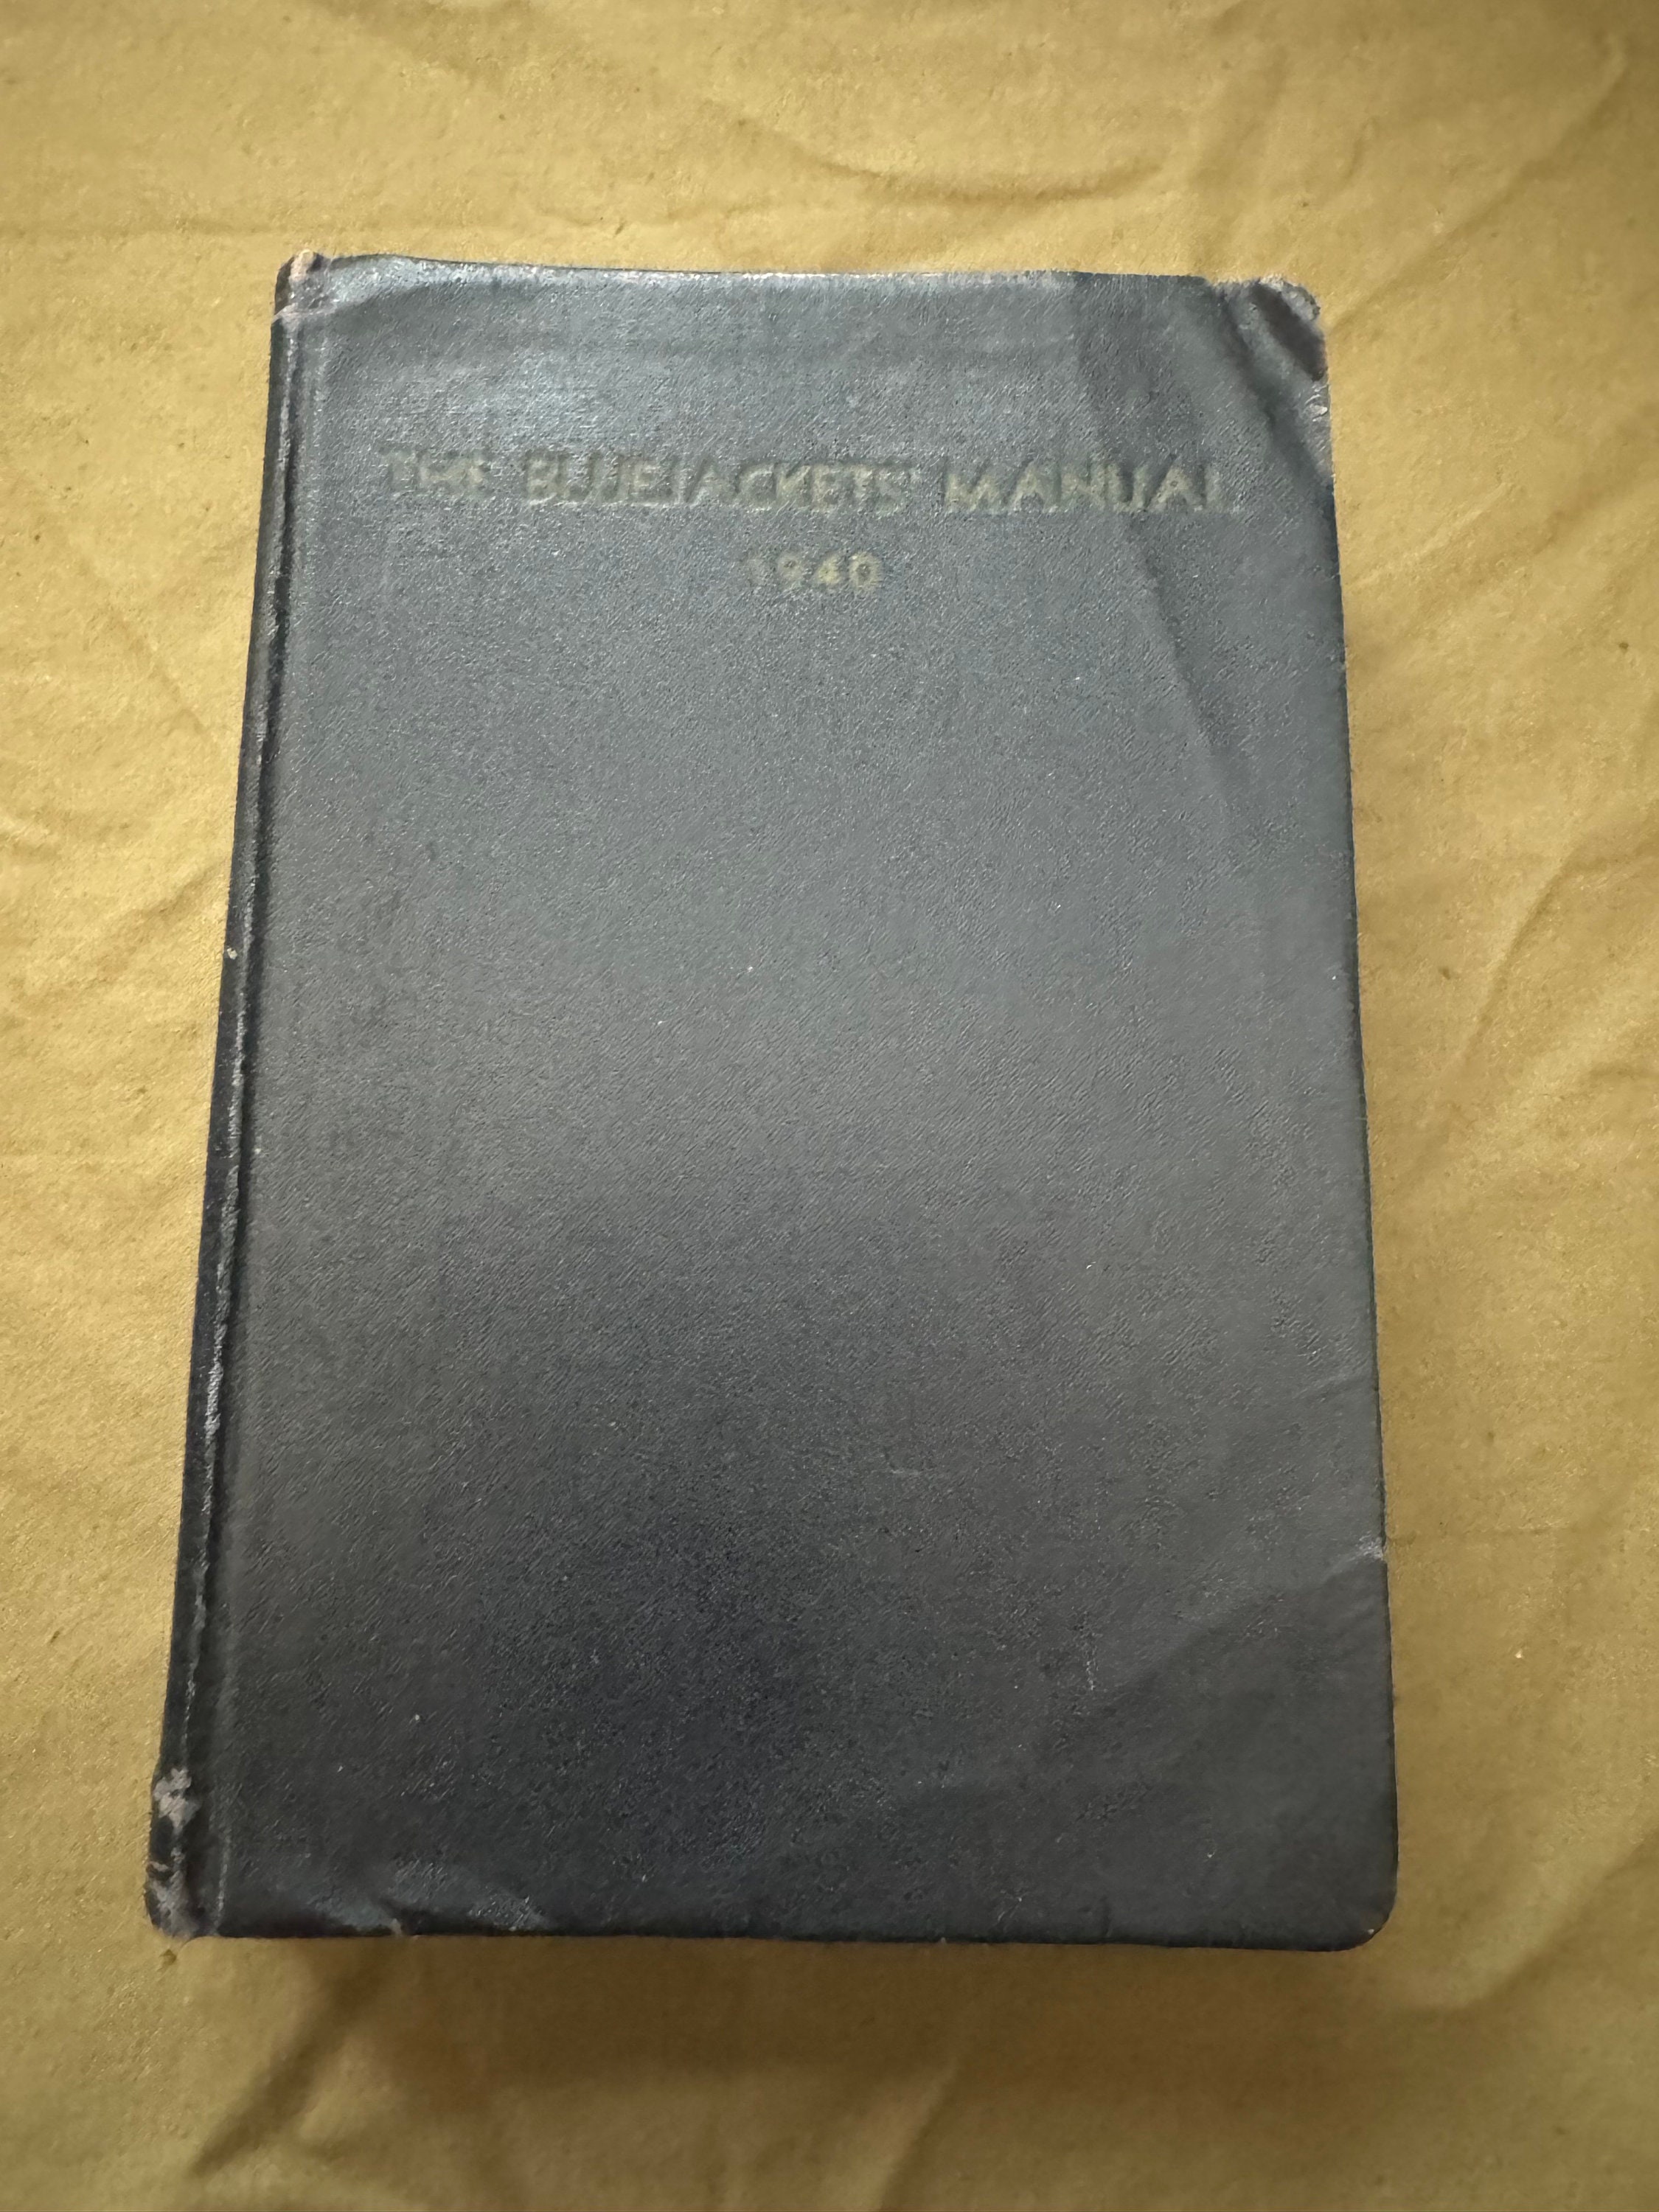 THE BLUEJACKETS' MANUAL
1940